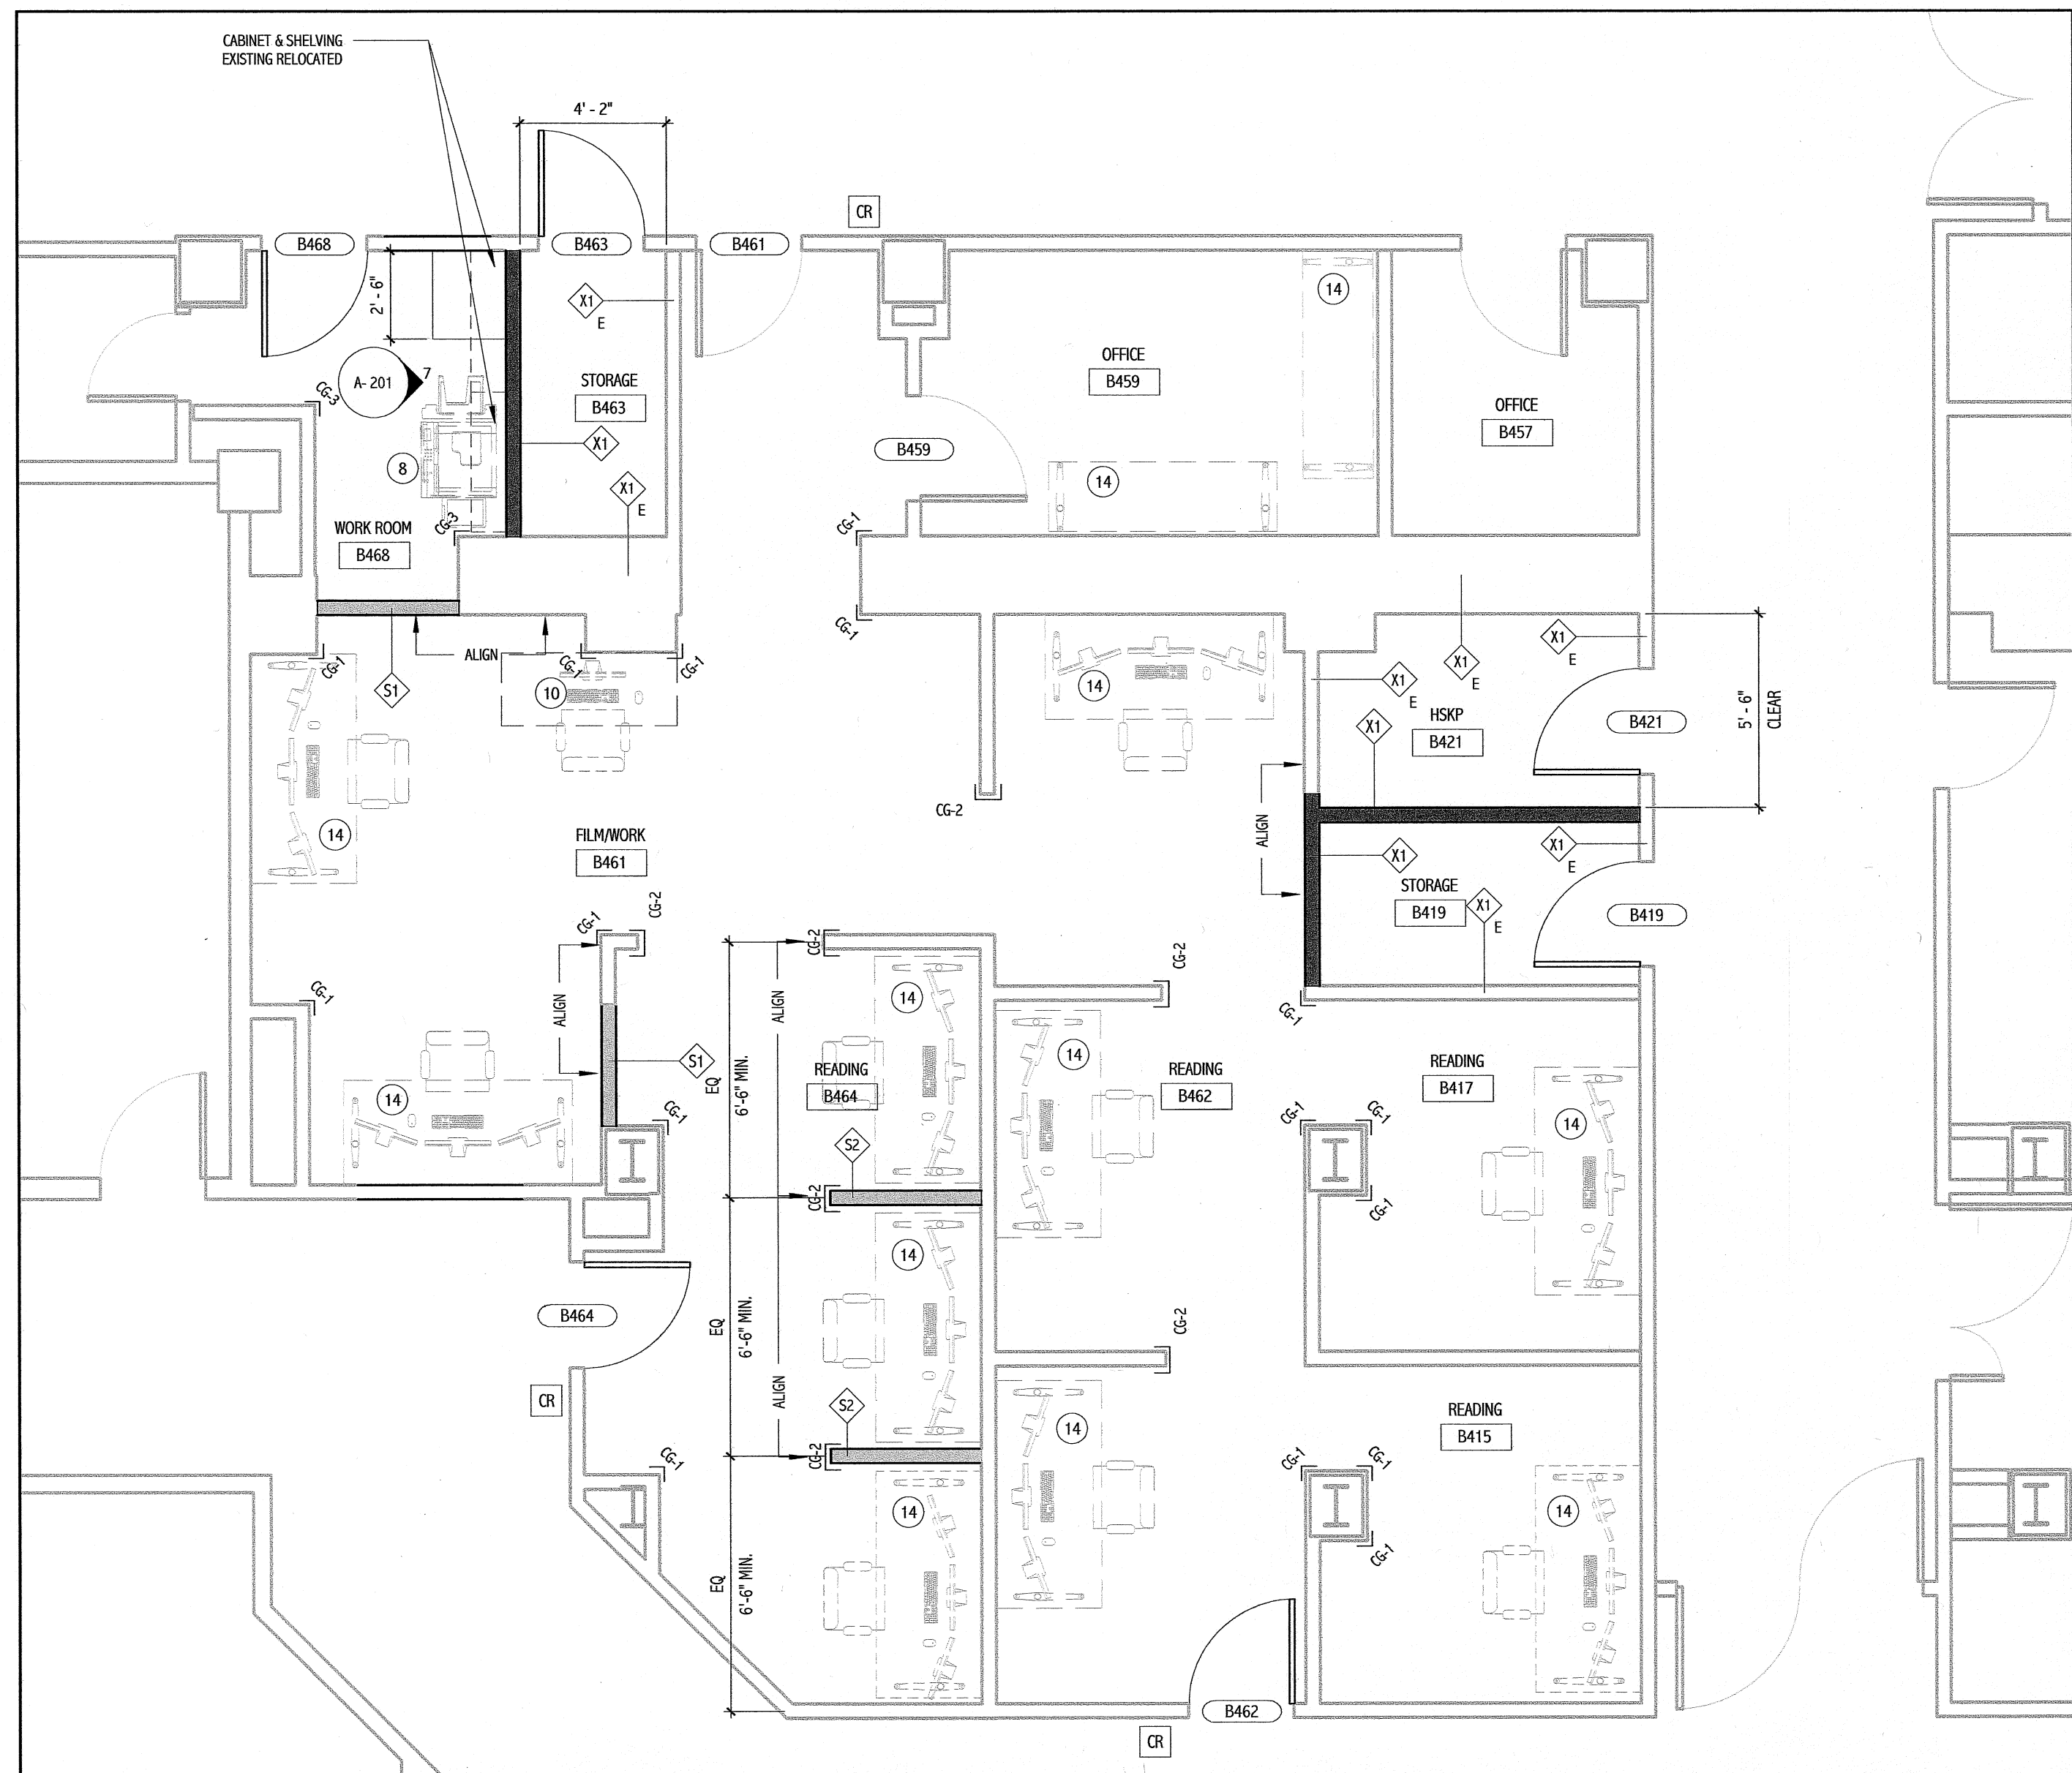 CABINET & SHELVING
EXISTING RELOCATED
4' - 2"
CR
B468
B463
B461
2' - 6"
X1
E
14
A- 201
7
CG-3
STORAGE
B463
OFFICE
B459
OFFICE
B457
X1
8
B459
14
X1
E
CG-3
WORK ROOM
B468
CG-1
CG-1
ALIGN
CG-1
S1
CG-1
CG-1
10
14
X1
E
X1
E
X1
E
HSKP
B421
X1
B421
5' - 6"
CLEAR
14
CG-2
ALIGN
FILM/WORK
B461
X1
X1
E
STORAGE
B419
X1
E
B419
CG-2
CG-1
CG-2
CG-2
ALIGN
ALIGN
14
CG-1
CG-1
S1
EQ
6'-6" MIN.
READING
B464
14
READING
B462
READING
B417
14
CG-1
CG-1
CG-1
14
S2
CG-2
CG-1
14
B464
EQ
6'-6" MIN.
CG-2
ALIGN
CR
S2
14
READING
B415
CG-2
CG-1
CG-1
CG-1
14
14
CG-1
EQ
6'-6" MIN.
B462
CR